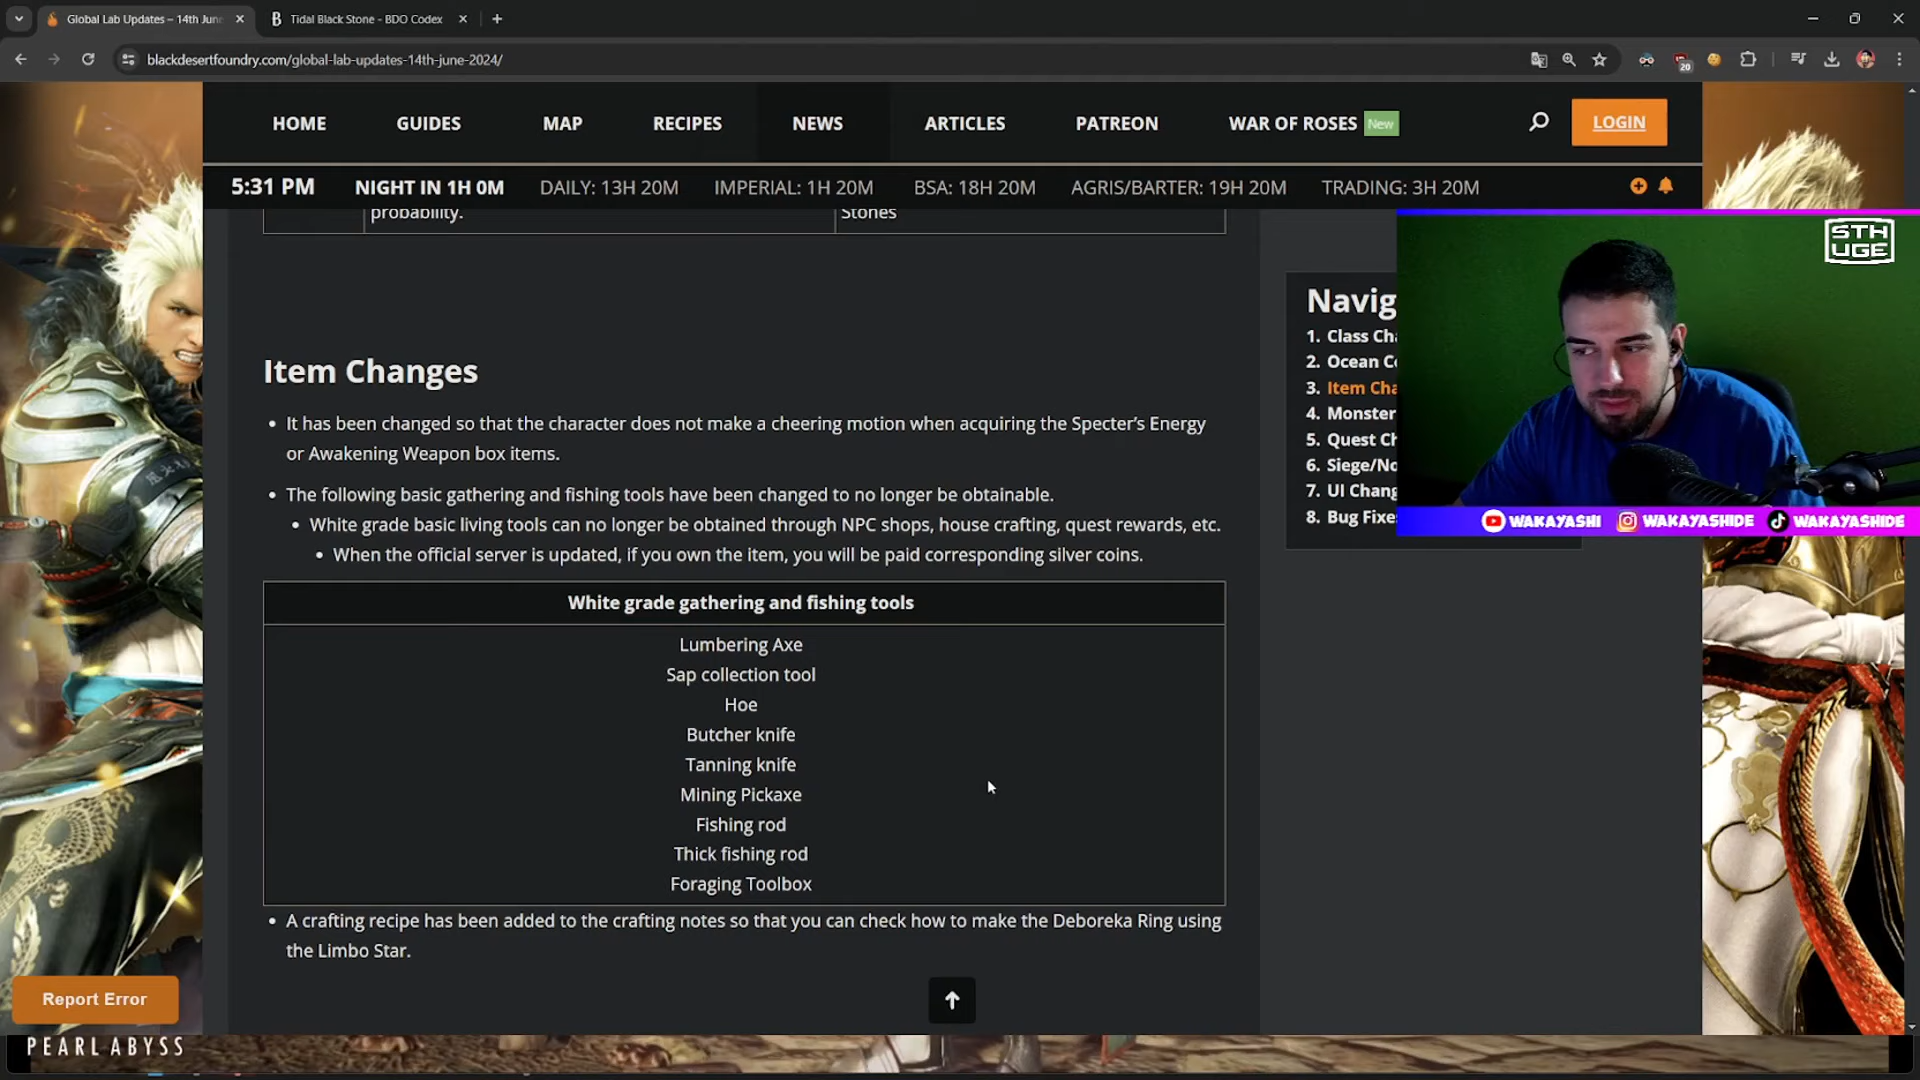 Global Lab Updates – 14th Jun
Tidal Black Stone - BDO Codex
blackdesertfoundry.com/global-lab-updates-14th-june-2024/
20
HOME
GUIDES
MAP
RECIPES
NEWS
ARTICLES
PATREON
WAR OF ROSES New
LOGIN
5:31 PM
NIGHT IN 1H 0M
DAILY: 13H 20M
IMPERIAL: 1H 20M
BSA: 18H 20M
AGRIS/BARTER: 19H 20M
TRADING: 3H 20M
probability.
Stones
Item Changes
• It has been changed so that the character does not make a cheering motion when acquiring the Specter's Energy
or Awakening Weapon box items.
• The following basic gathering and fishing tools have been changed to no longer be obtainable.
• White grade basic living tools can no longer be obtained through NPC shops, house crafting, quest rewards, etc.
• When the official server is updated, if you own the item, you will be paid corresponding silver coins.
White grade gathering and fishing tools
Lumbering Axe
Sap collection tool
Hoe
Butcher knife
Tanning knife
Mining Pickaxe
Fishing rod
Thick fishing rod
Foraging Toolbox
• A crafting recipe has been added to the crafting notes so that you can check how to make the Deboreka Ring using
the Limbo Star.
Navig
1. Class Cha
2. Ocean Co
3. Item Cha
4. Monster
5. Quest Ch
6. Siege/No
7. UI Chang
8. Bug Fixes
STH
UGE
WAKAYASHI
WAKAYASHIDE
WAKAYASHIDE
Report Error
PEARL ABYSS